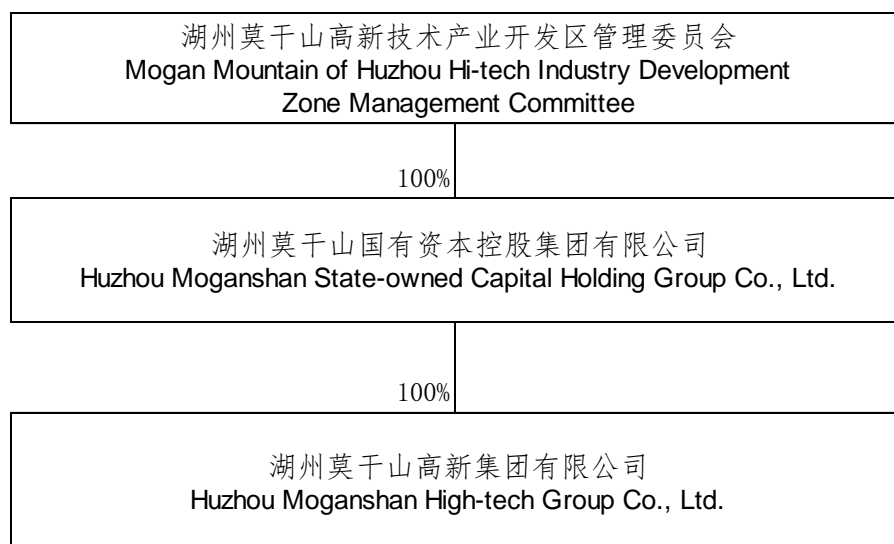 湖州莫干山高新技术产业开发区管理委员会
Mogan Mountain of Huzhou Hi-tech Industry Development
Zone Management Committee
100%
湖州莫干山国有资本控股集团有限公司
Huzhou Moganshan State-owned Capital Holding Group Co., Ltd.
100%
湖州莫干山高新集团有限公司
Huzhou Moganshan High-tech Group Co., Ltd.